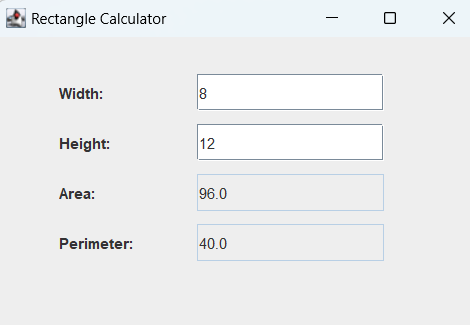 Rectangle Calculator
Width: 8
Height: 12
Area: 96.0
Perimeter: 40.0